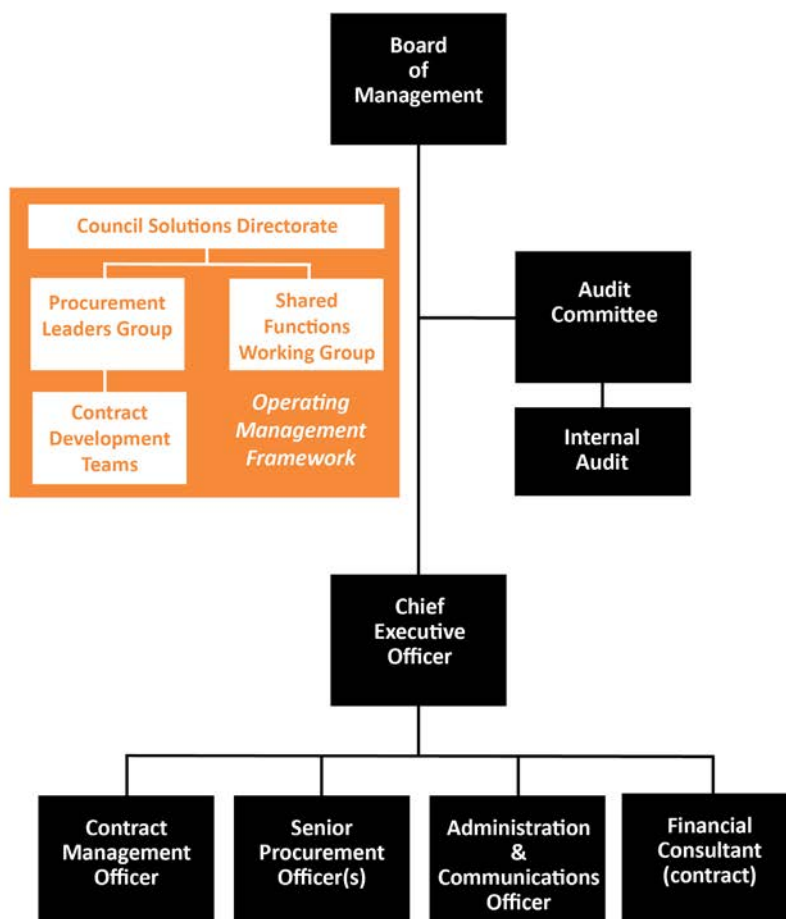 Board
of
Management
Council Solutions Directorate
Procurement
Leaders Group
Shared
Functions
Working Group
Contract
Development
Teams
Operating
Management
Framework
Audit
Committee
Internal
Audit
Chief
Executive
Officer
Contract
Management
Officer
Senior
Procurement
Officer(s)
Administration
&
Communications
Officer
Financial
Consultant
(contract)